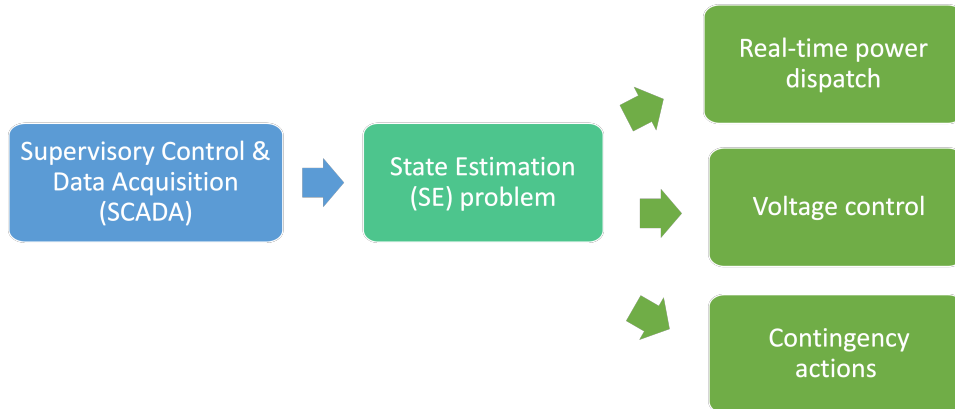 Supervisory Control &
Data Acquisition
(SCADA)
State Estimation
(SE) problem
Real-time power
dispatch
Voltage control
Contingency
actions